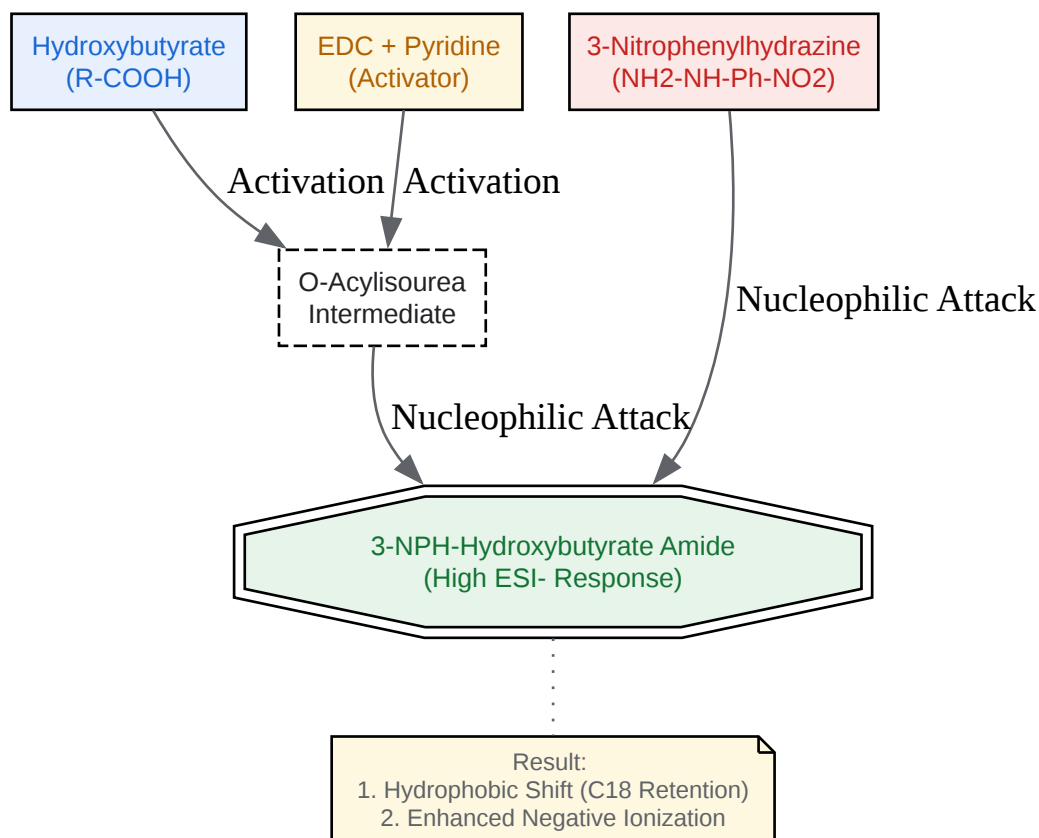 Hydroxybutyrate
(R-COOH)
EDC + Pyridine
(Activator)
3-Nitrophenylhydrazine
(NH2-NH-Ph-NO2)
Activation
Activation
O-Acylisourea
Intermediate
Nucleophilic Attack
Nucleophilic Attack
3-NPH-Hydroxybutyrate Amide
(High ESI- Response)
Result:
1. Hydrophobic Shift (C18 Retention)
2. Enhanced Negative Ionization